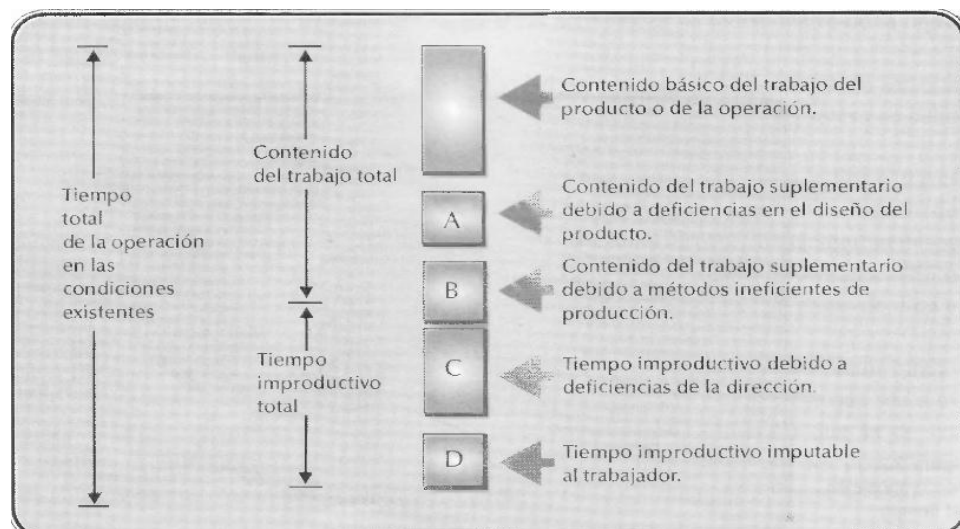 Tiempo
total
de la operación
en las
condiciones
existentes
Contenido
del trabajo total
Tiempo
improductivo
total
Contenido básico del trabajo del
producto o de la operación.
A
Contenido del trabajo suplementario
debido a deficiencias en el diseño del
producto.
B
Contenido del trabajo suplementario
debido a métodos ineficientes de
producción.
C
Tiempo improductivo debido a
deficiencias de la dirección.
D
Tiempo improductivo imputable
al trabajador.